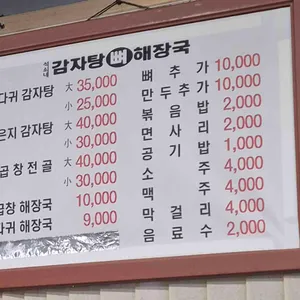 감자탕 뼈 해장국
다귀 감자탕 大 35,000
小 25,000
은지 감자탕 大 40,000
小 30,000
곱창전골 大 40,000
小 30,000
곱창 해장국 10,000
다귀 해장국 9,000
뼈추가 10,000
만두추가 10,000
볶음밥 2,000
면사리 2,000
공기 1,000
소주 4,000
맥주 4,000
막걸리 4,000
음료수 2,000